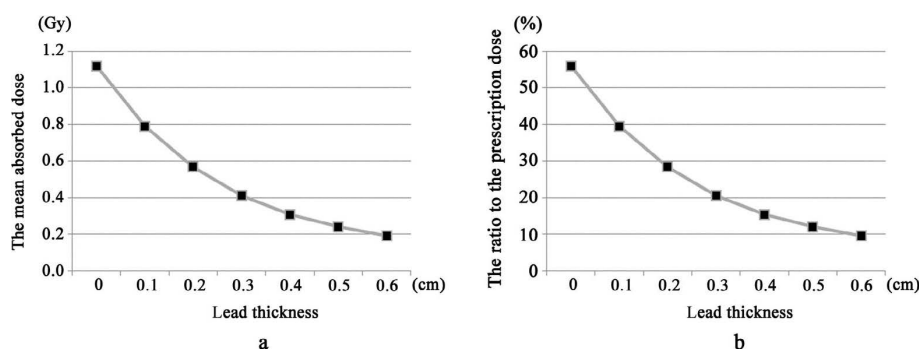 (Gy)
1.2
1.0
0.8
0.6
0.4
0.2
0.0
The mean absorbed dose
0 0.1 0.2 0.3 0.4 0.5 0.6 (cm)
Lead thickness
a
(%)
60
50
40
30
20
10
0
The ratio to the prescription dose
0 0.1 0.2 0.3 0.4 0.5 0.6 (cm)
Lead thickness
b